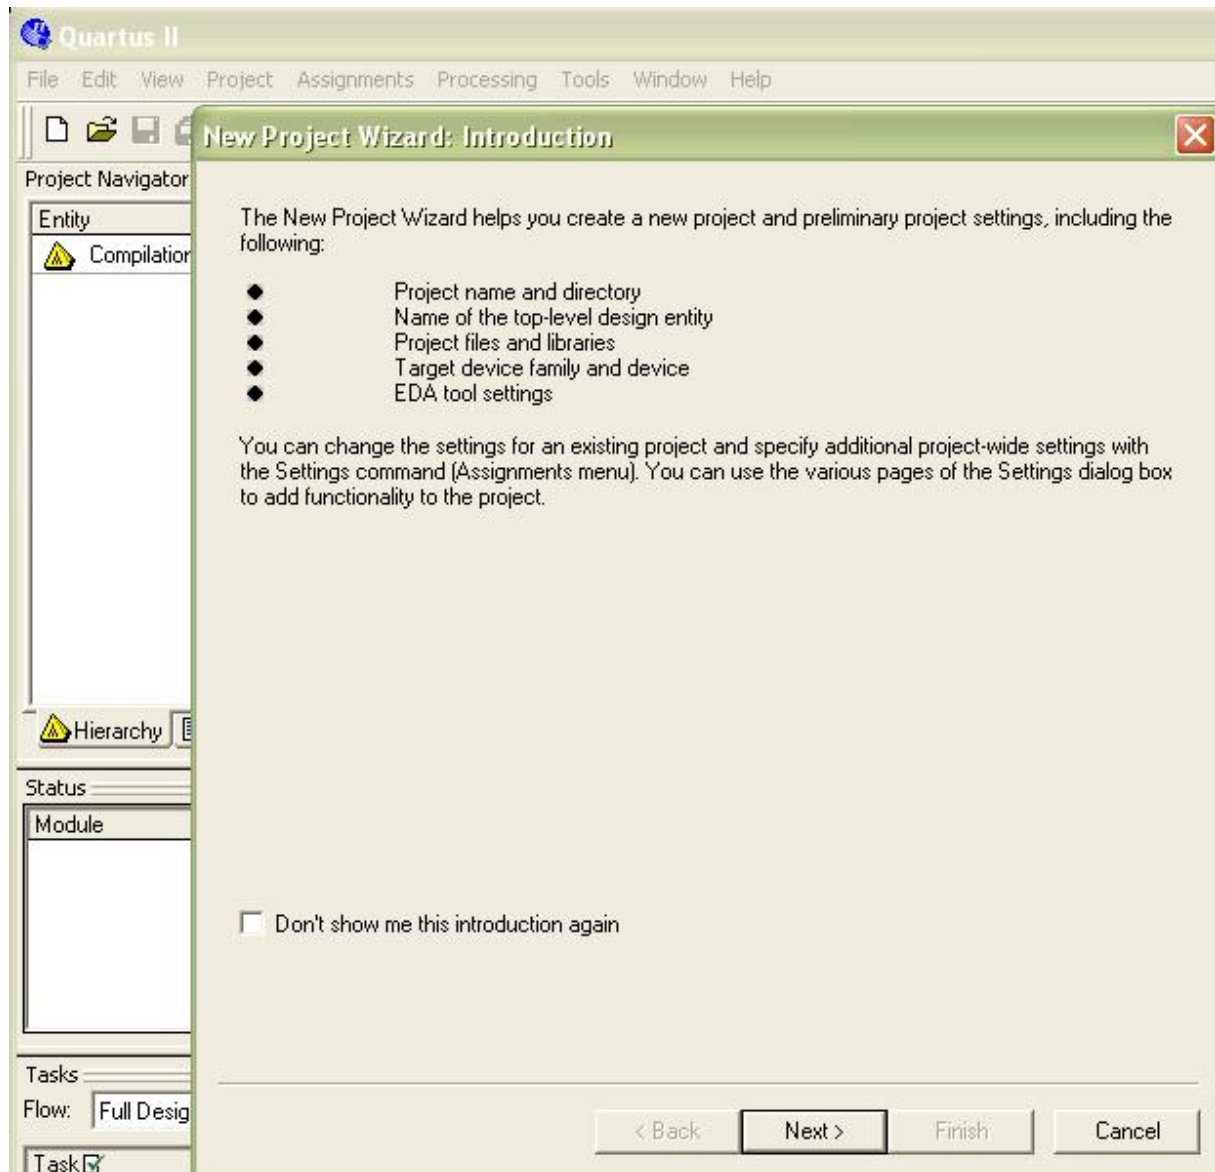 Quartus II
File Edit View Project Assignments Processing Tools Window Help
New Project Wizard: Introduction
Project Navigator
Entity
Compilation
The New Project Wizard helps you create a new project and preliminary project settings, including the
following:
Project name and directory
Name of the top-level design entity
Project files and libraries
Target device family and device
EDA tool settings
You can change the settings for an existing project and specify additional project-wide settings with
the Settings command (Assignments menu). You can use the various pages of the Settings dialog box
to add functionality to the project.
Hierarchy
Status
Module
Don't show me this introduction again
Tasks
Flow: Full Desig
< Back Next > Finish Cancel
Task